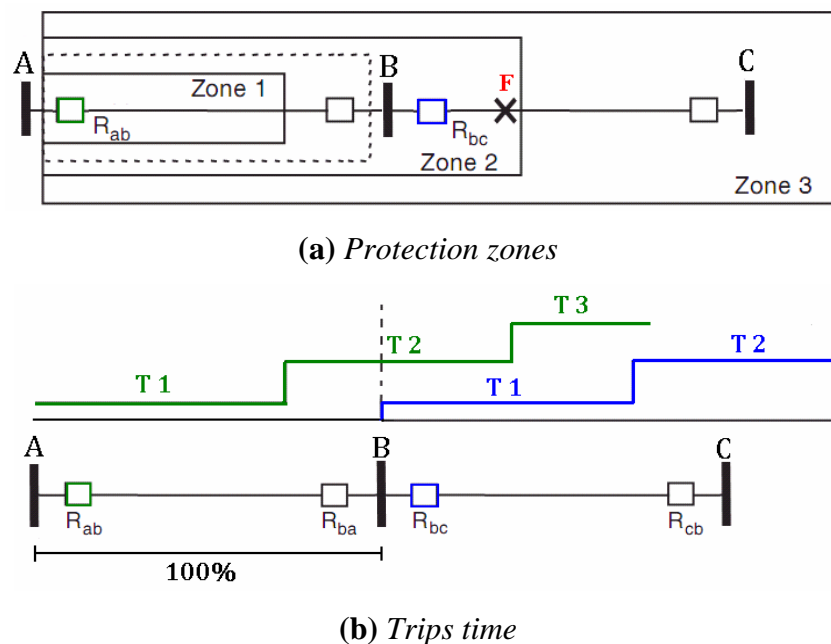 A
B
C
F
Zone 1
R_ab
R_bc
Zone 2
Zone 3
(a) Protection zones
T 3
T 2
T 2
T 1
T 1
A
B
C
R_ab
R_ba
R_bc
R_cb
100%
(b) Trips time